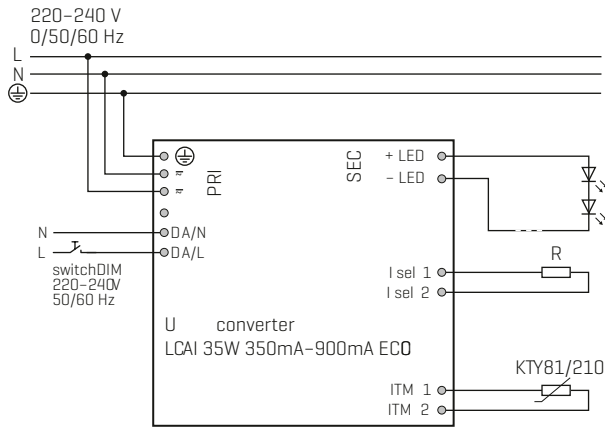 220–240 V
0/50/60 Hz
L
N
PRI
SEC
+ LED
– LED
N
DA/N
L
DA/L
switchDIM
220–240V
50/60 Hz
I sel 1
I sel 2
R
U converter
LCAI 35W 350mA–900mA ECO
KTY81/210
ITM 1
ITM 2